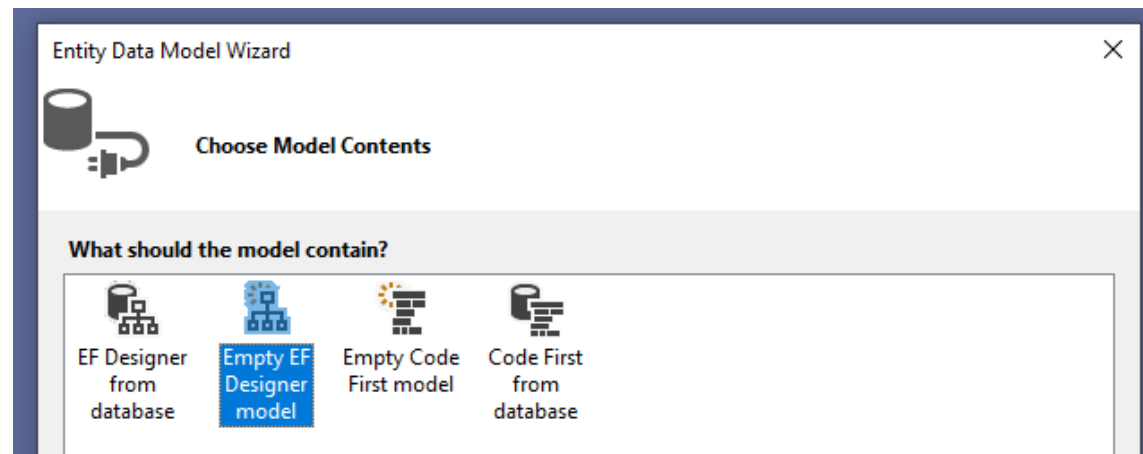 Entity Data Model Wizard
Choose Model Contents
What should the model contain?
EF Designer
from
database
Empty EF
Designer
model
Empty Code
First model
Code First
from
database